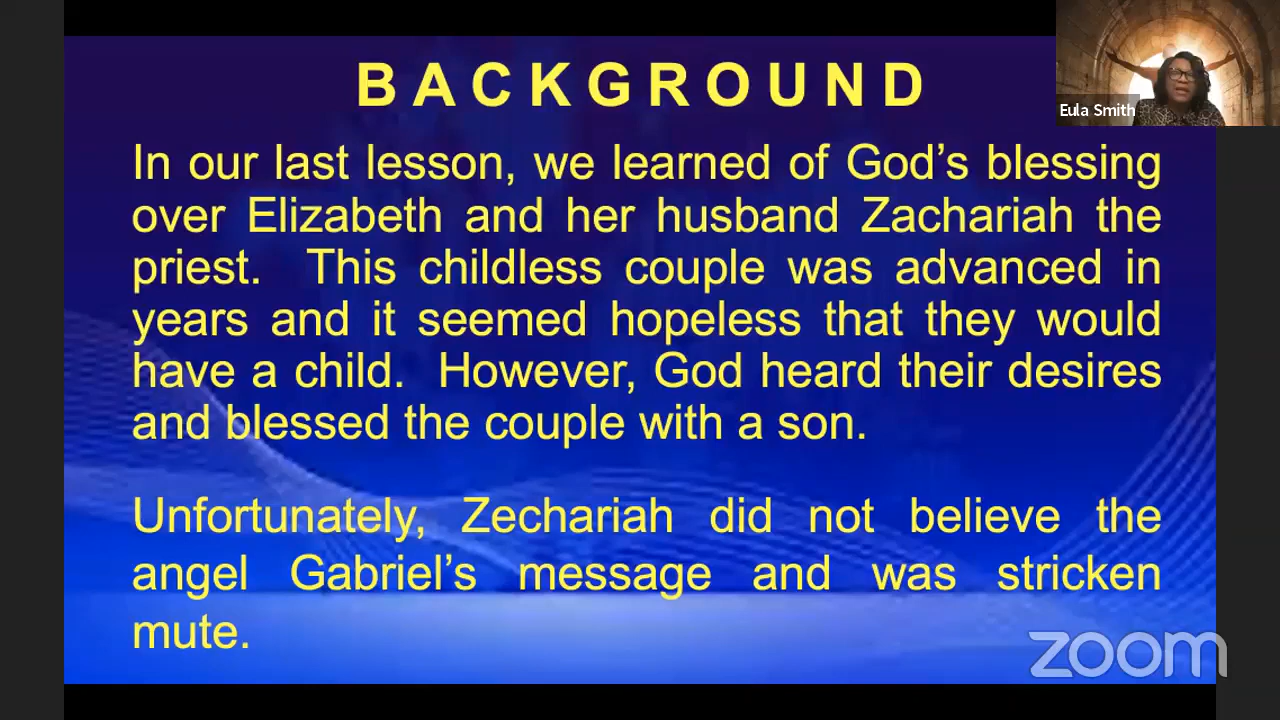 BACKGROUND
Eula Smith
In our last lesson, we learned of God's blessing
over Elizabeth and her husband Zachariah the
priest. This childless couple was advanced in
years and it seemed hopeless that they would
have a child. However, God heard their desires
and blessed the couple with a son.
Unfortunately, Zechariah did not believe the
angel Gabriel's message and was stricken
mute.
zoom